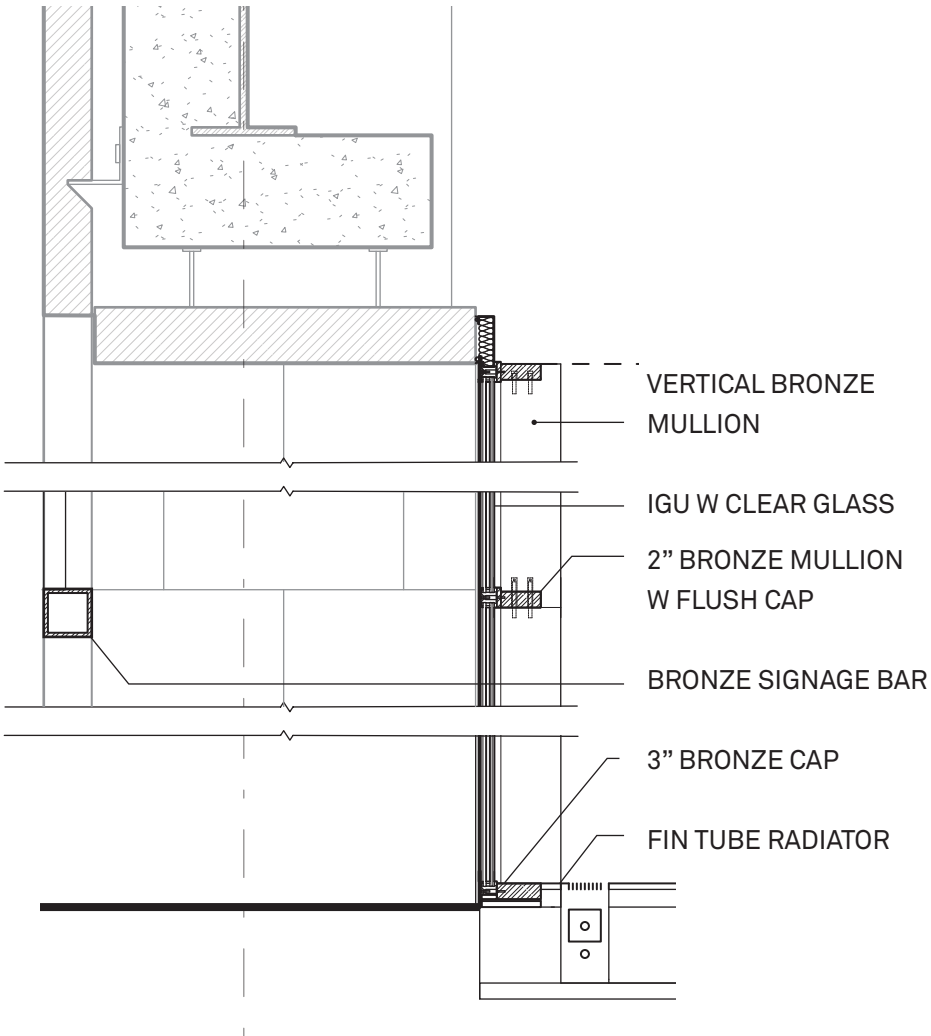 VERTICAL BRONZE
MULLION
IGU W CLEAR GLASS
2” BRONZE MULLION
W FLUSH CAP
BRONZE SIGNAGE BAR
3” BRONZE CAP
FIN TUBE RADIATOR